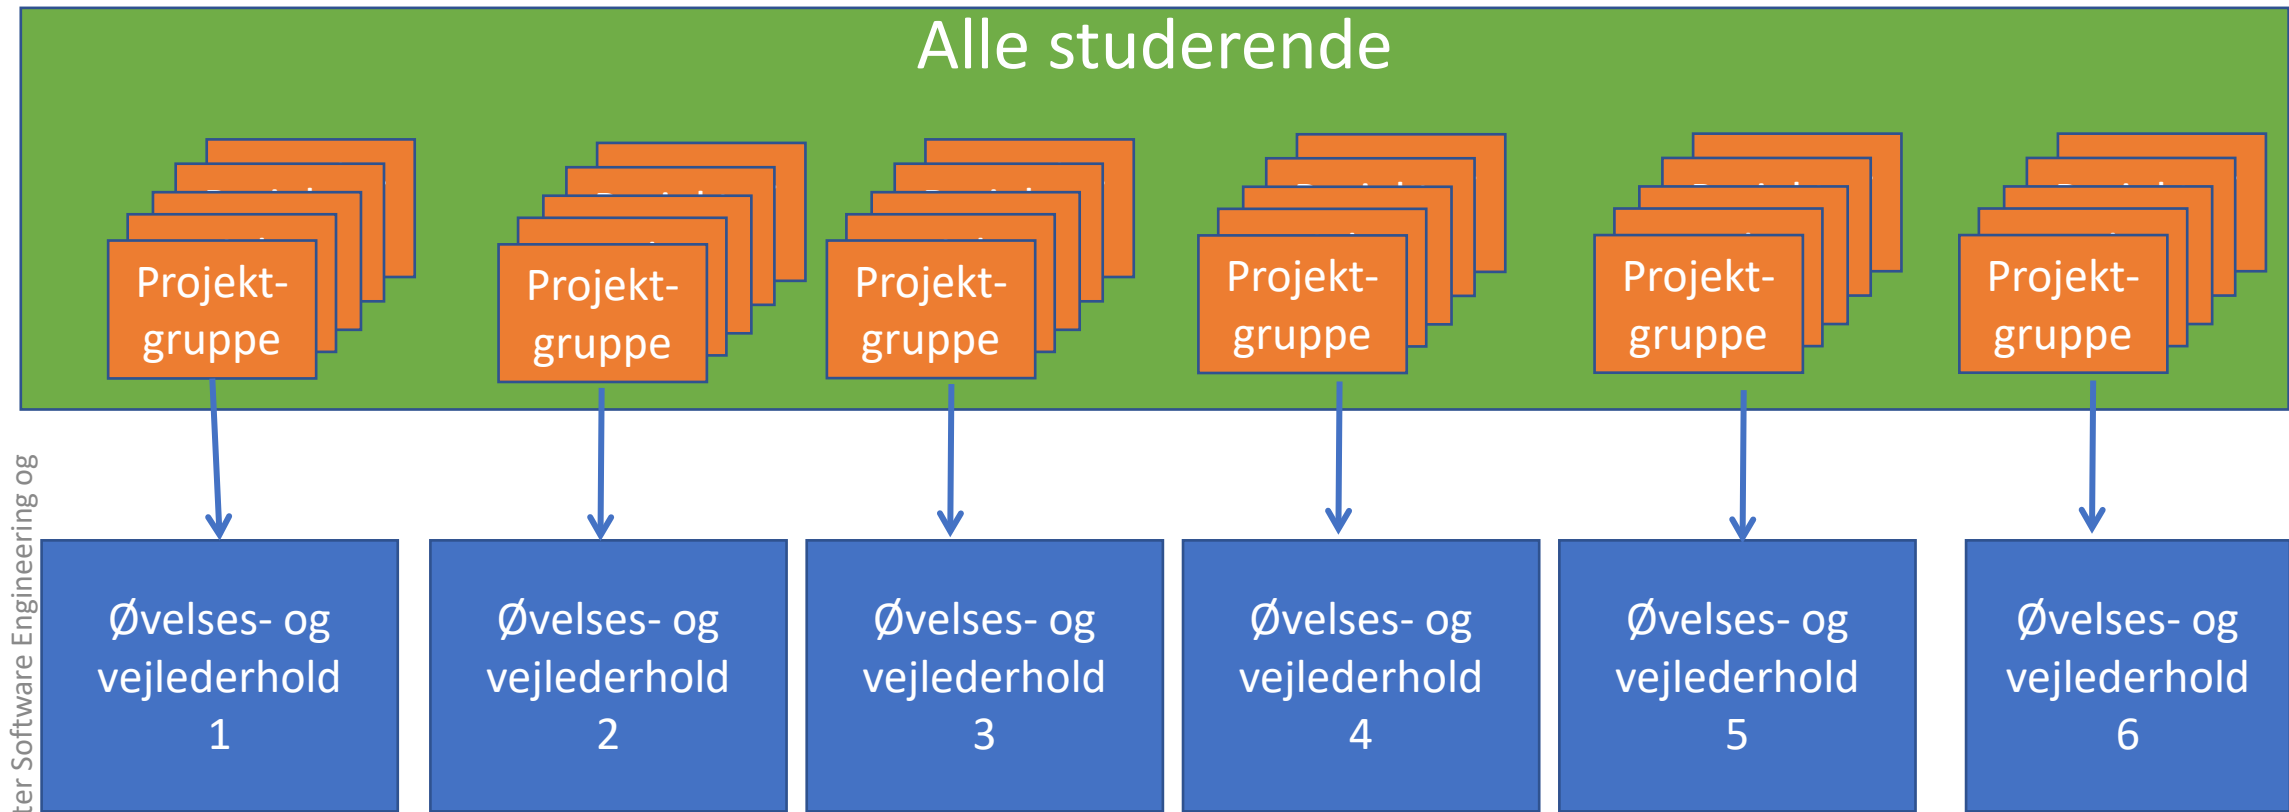 Alle studerende
Projekt-
gruppe
Projekt-
gruppe
Projekt-
gruppe
Projekt-
gruppe
Projekt-
gruppe
Projekt-
gruppe
Øvelses- og
vejlederhold
1
Øvelses- og
vejlederhold
2
Øvelses- og
vejlederhold
3
Øvelses- og
vejlederhold
4
Øvelses- og
vejlederhold
5
Øvelses- og
vejlederhold
6
Software Engineering og